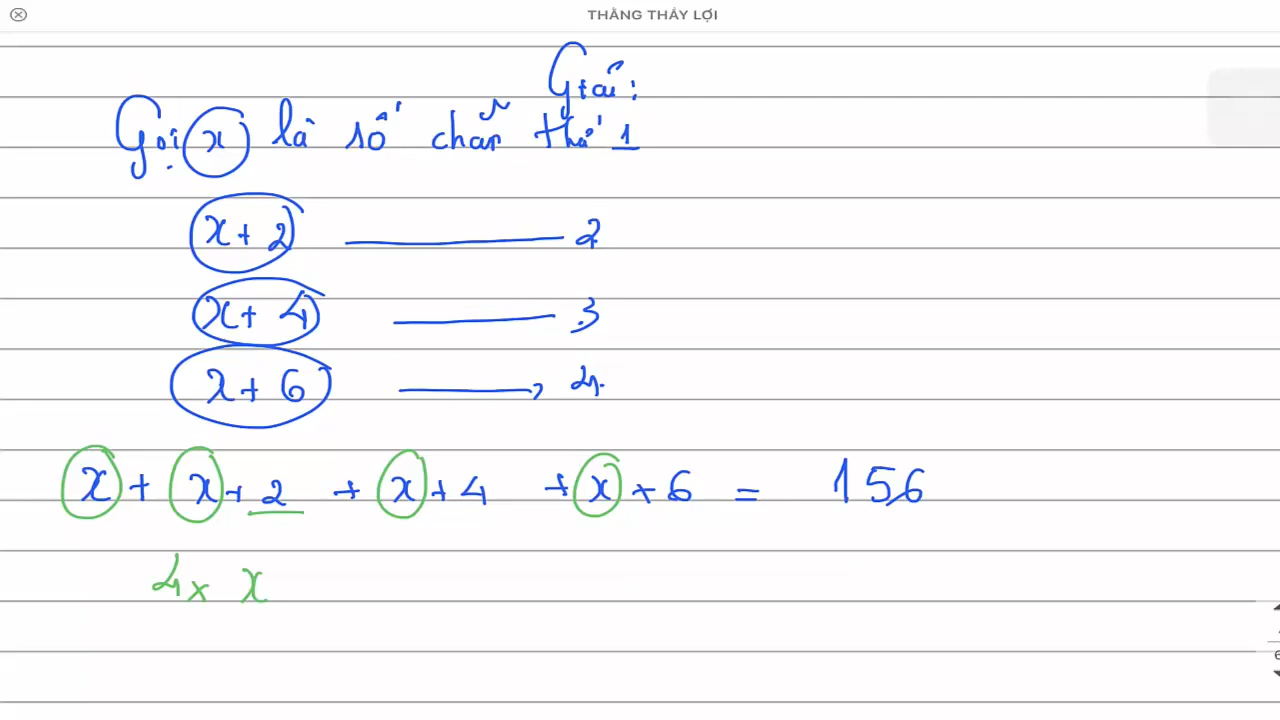 THẮNG THẦY LỢI
Giải:
Gọi x là số chẵn thứ 1
x + 2 ——— 2
x + 4 ——— 3
x + 6 ——— 4
x + x + 2 + x + 4 + x + 6 = 156
4 x x